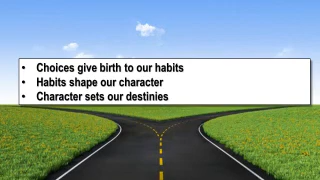 • Choices give birth to our habits
• Habits shape our character
• Character sets our destinies